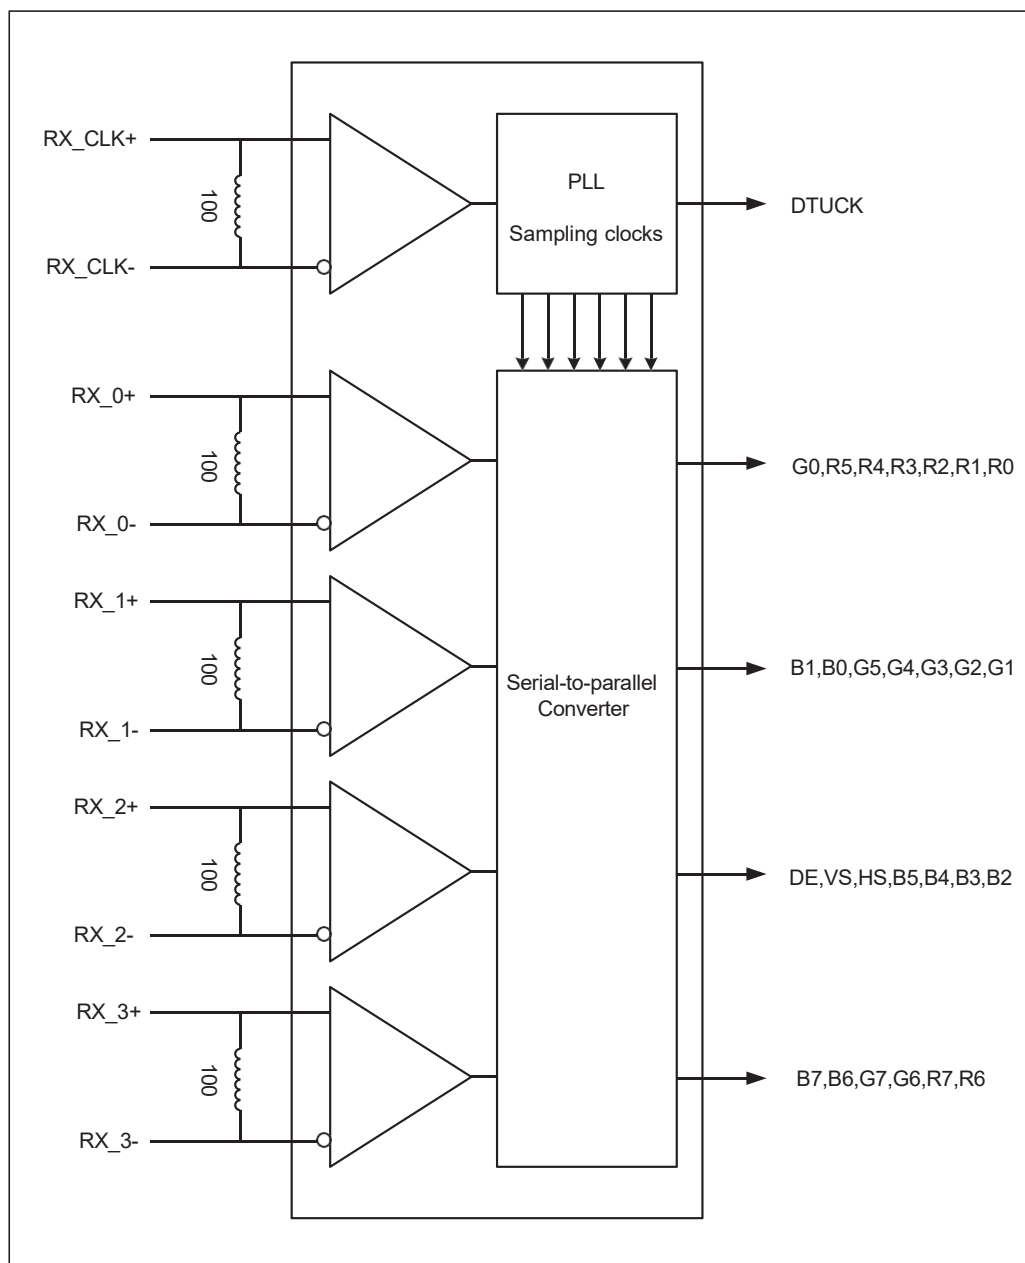 RX_CLK+
100
RX_CLK-
PLL
Sampling clocks
DTUCK
RX_0+
100
RX_0-
G0,R5,R4,R3,R2,R1,R0
RX_1+
100
RX_1-
Serial-to-parallel
Converter
B1,B0,G5,G4,G3,G2,G1
RX_2+
100
RX_2-
DE,VS,HS,B5,B4,B3,B2
RX_3+
100
RX_3-
B7,B6,G7,G6,R7,R6